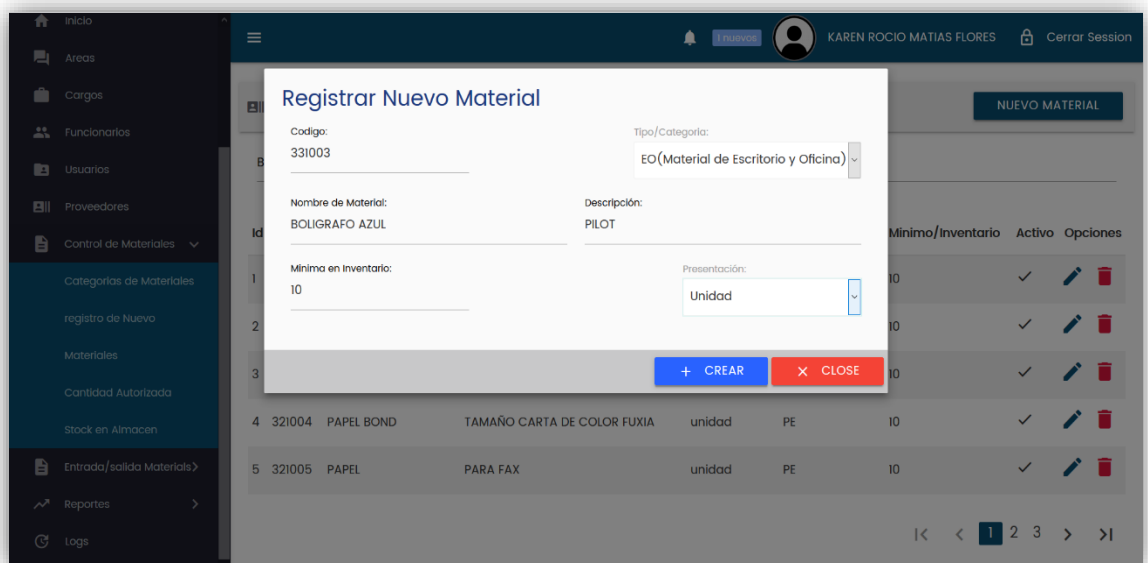 Inicio
Areas
Cargos
Funcionarios
Usuarios
Proveedores
Control de Materiales
Categorias de Materiales
registro de Nuevo
Materiales
Cantidad Autorizada
Stock en Almacen
Entrada/salida Materials
Reportes
Logs
1 nuevos KAREN ROCIO MATIAS FLORES Cerrar Session
NUEVO MATERIAL
B
Id Minimo/Inventario Activo Opciones
1 10
2 10
3 10
4 321004 PAPEL BOND TAMAÑO CARTA DE COLOR FUXIA unidad PE 10
5 321005 PAPEL PARA FAX unidad PE 10
1 2 3
Registrar Nuevo Material
Codigo: Tipo/Categoria:
331003 EO(Material de Escritorio y Oficina)
Nombre de Material: Descripción:
BOLIGRAFO AZUL PILOT
Minima en Inventario: Presentación:
10 Unidad
+ CREAR X CLOSE